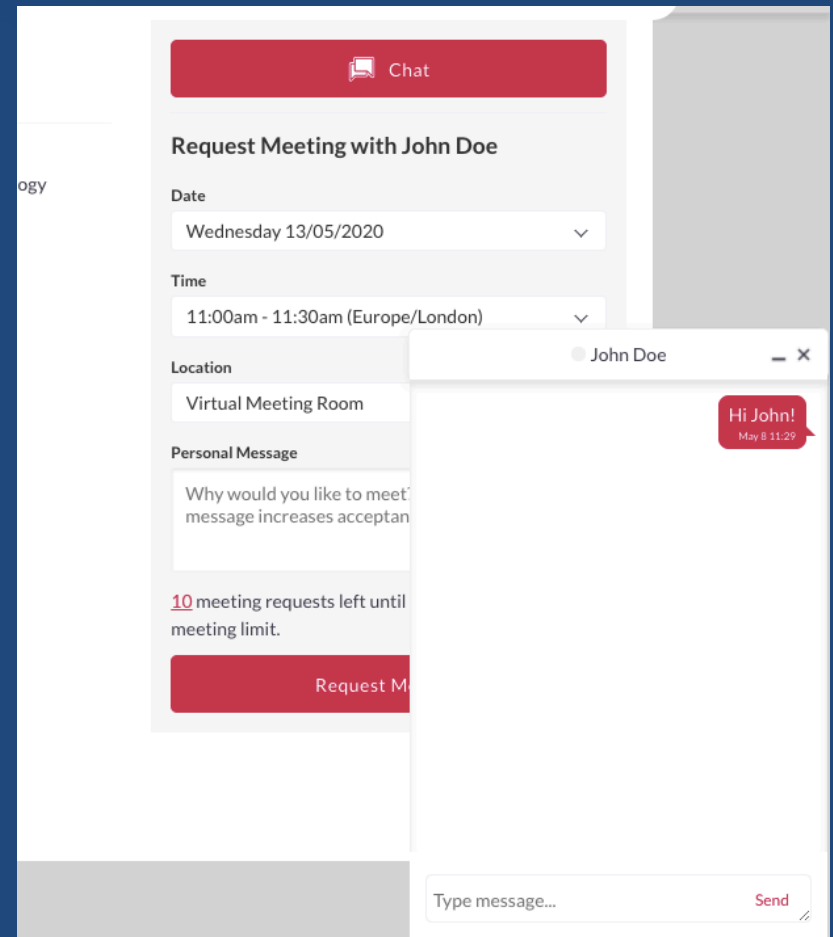 Chat
Request Meeting with John Doe
ogy
Date
Wednesday 13/05/2020
Time
11:00am - 11:30am (Europe/London)
Location
Virtual Meeting Room
Personal Message
Why would you like to meet?
message increases acceptan
10 meeting requests left until
meeting limit.
Request M
John Doe
Hi John!
May 8 11:29
Type message...
Send